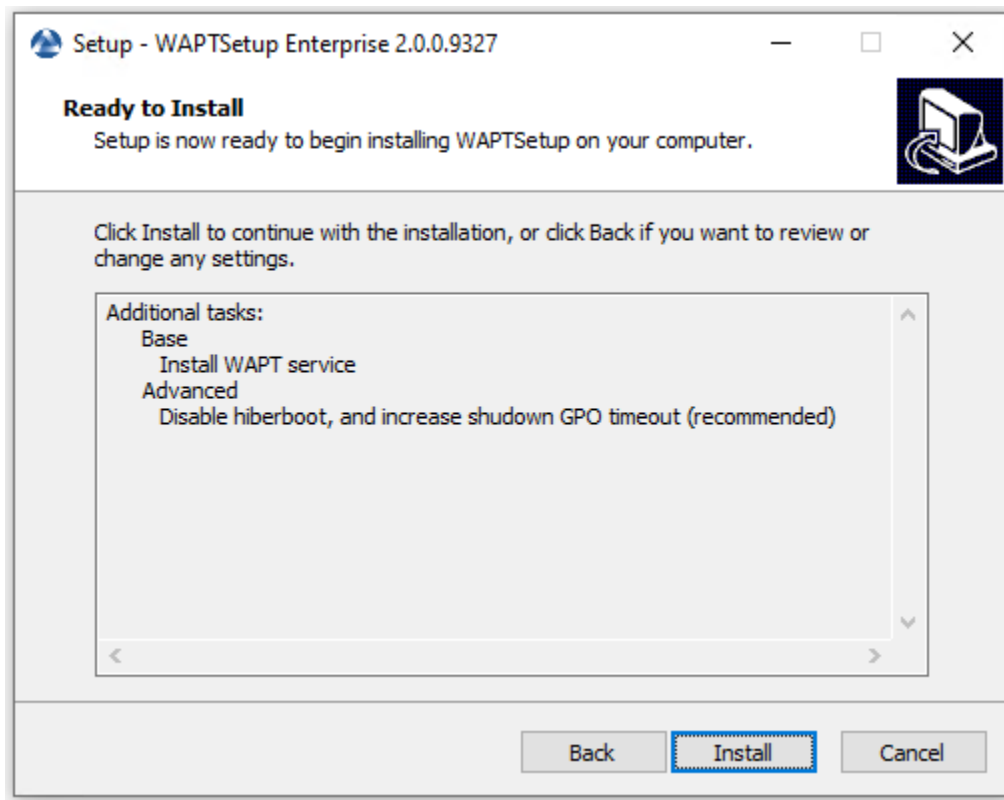 Setup - WAPTSetup Enterprise 2.0.0.9327
Ready to Install
Setup is now ready to begin installing WAPTSetup on your computer.
Click Install to continue with the installation, or click Back if you want to review or
change any settings.
Additional tasks:
Base
Install WAPT service
Advanced
Disable hiberboot, and increase shudown GPO timeout (recommended)
Back
Install
Cancel